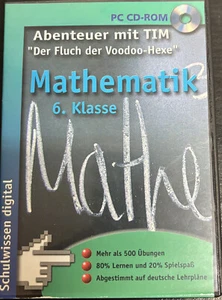 PC CD-ROM
Abenteuer mit TIM
"Der Fluch der Voodoo-Hexe"
Mathematik
6. Klasse
Mathe
Schulwissen digital
Mehr als 500 Übungen
80% Lernen und 20% Spielspaß
Abgestimmt auf deutsche Lehrpläne